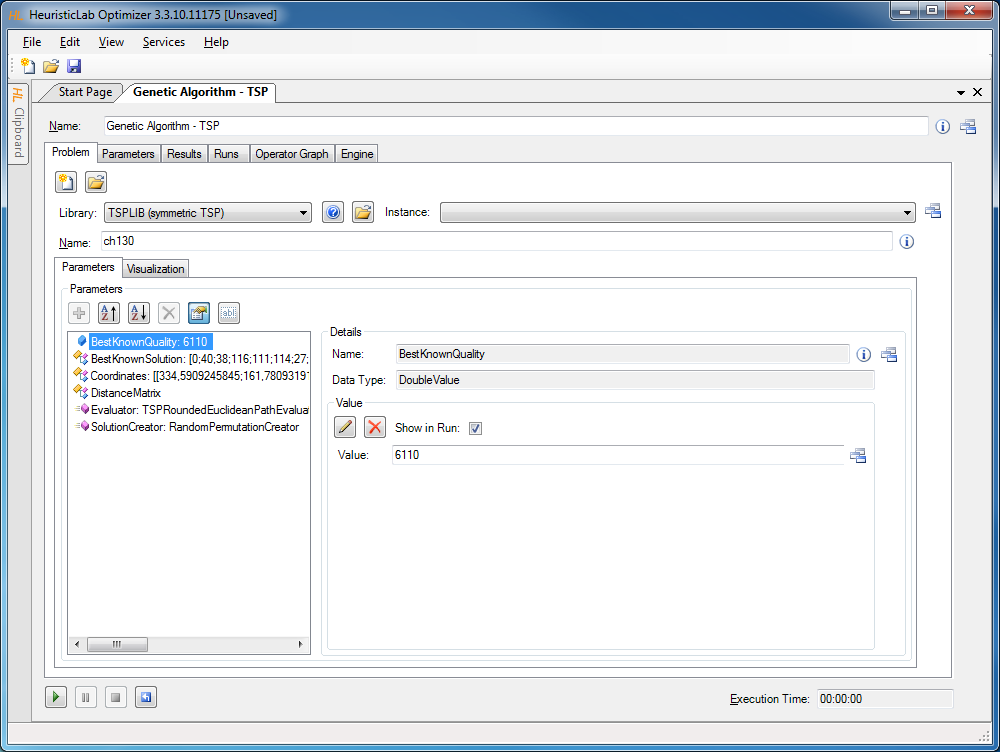 HeuristicLab Optimizer 3.3.10.11175 [Unsaved]
File Edit View Services Help
HL Clipboard
Start Page Genetic Algorithm - TSP
Name: Genetic Algorithm - TSP
Problem Parameters Results Runs Operator Graph Engine
Library: TSPLIB (symmetric TSP) Instance:
Name: ch130
Parameters Visualization
Parameters
BestKnownQuality: 6110
BestKnownSolution: [0;40;38;116;111;114;27;
Coordinates: [[334,5909245845;161,7809319
DistanceMatrix
Evaluator: TSPRoundedEuclideanPathEvalua
SolutionCreator: RandomPermutationCreator
Details
Name: BestKnownQuality
Data Type: DoubleValue
Value
Show in Run:
Value: 6110
Execution Time: 00:00:00